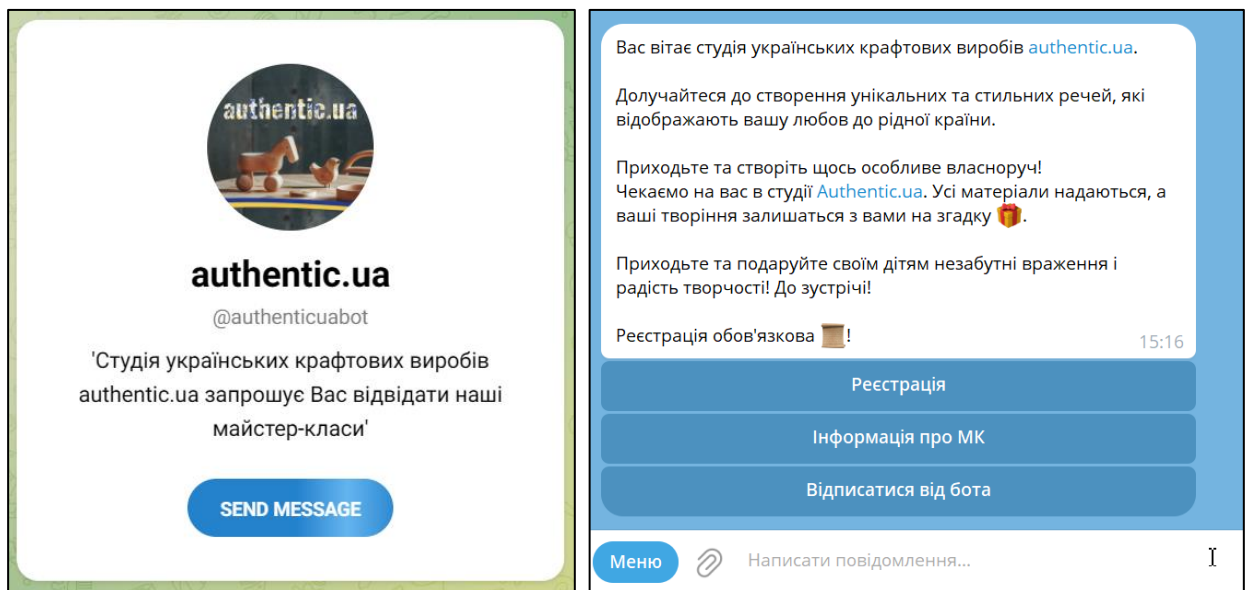 authentic.ua
authentic.ua
@authenticuabot
'Студія українських крафтових виробів
authentic.ua запрошує Вас відвідати наші
майстер-класи'
SEND MESSAGE
Вас вітає студія українських крафтових виробів authentic.ua.
Долучайтеся до створення унікальних та стильних речей, які
відображають вашу любов до рідної країни.
Приходьте та створіть щось особливе власноруч!
Чекаємо на вас в студії Authentic.ua. Усі матеріали надаються, а
ваші творіння залишаться з вами на згадку 🎁.
Приходьте та подаруйте своїм дітям незабутні враження і
радість творчості! До зустрічі!
Реєстрація обов'язкова 📜!
15:16
Реєстрація
Інформація про МК
Відписатися від бота
Меню
Написати повідомлення...